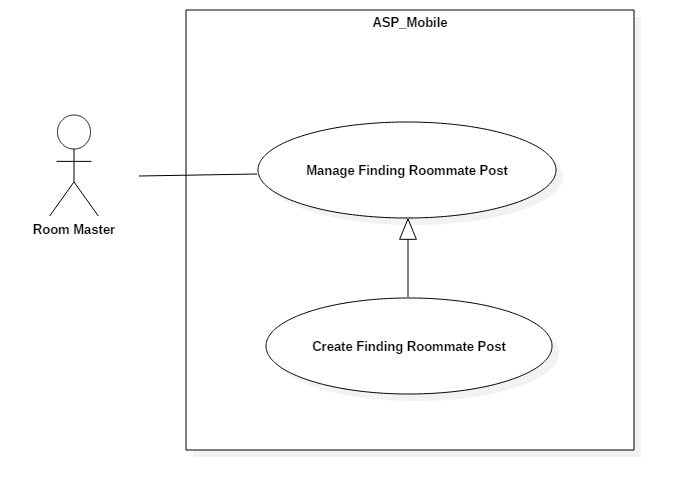 ASP_Mobile
Manage Finding Roommate Post
Room Master
Create Finding Roommate Post